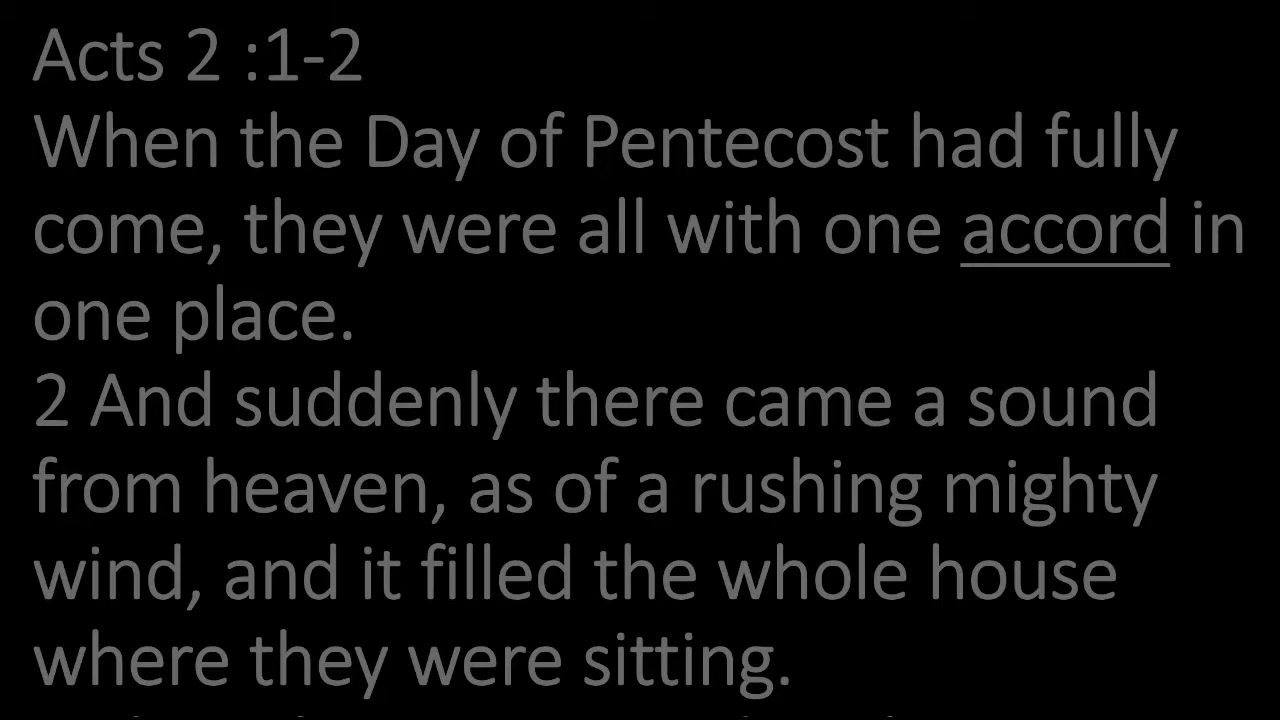 Acts 2 :1-2
When the Day of Pentecost had fully
come, they were all with one accord in
one place.
2 And suddenly there came a sound
from heaven, as of a rushing mighty
wind, and it filled the whole house
where they were sitting.